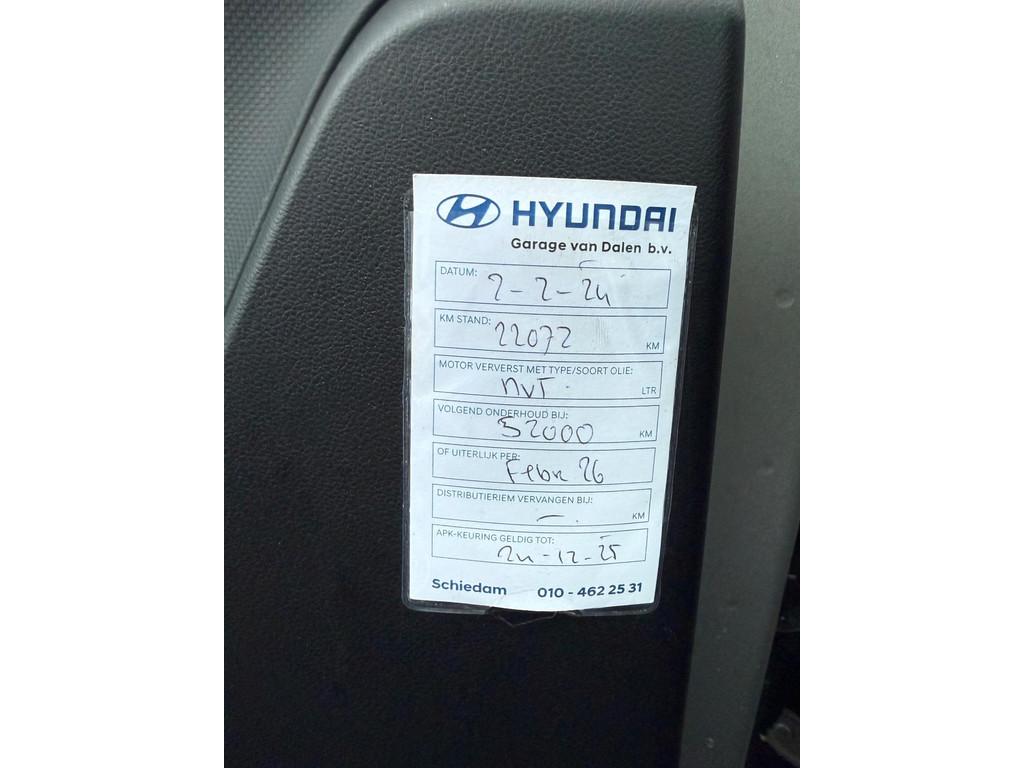 HYUNDAI
Garage van Dalen b.v.
DATUM: 2-2-24
KM STAND: 22072 KM
MOTOR VERVERST MET TYPE/SOORT OLIE: NVT. LTR
VOLGEND ONDERHOUD BIJ: 52000 KM
OF UITERLIJK PER: Febr 26
DISTRIBUTIERIEM VERVANGEN BIJ: - . KM
APK-KEURING GELDIG TOT: 24-12-25
Schiedam 010 - 462 25 31